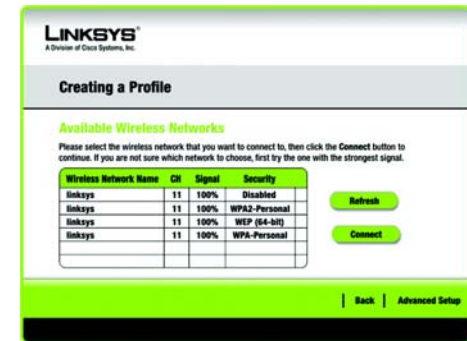 LINKSYS®
A Division of Cisco Systems, Inc.
Creating a Profile
Available Wireless Networks
Please select the wireless network that you want to connect to, then click the Connect button to
continue. If you are not sure which network to choose, first try the one with the strongest signal.
Wireless Network Name CH Signal Security
linksys 11 100% Disabled
linksys 11 100% WPA2-Personal
linksys 11 100% WEP (64-bit)
linksys 11 100% WPA-Personal
Refresh
Connect
Back Advanced Setup